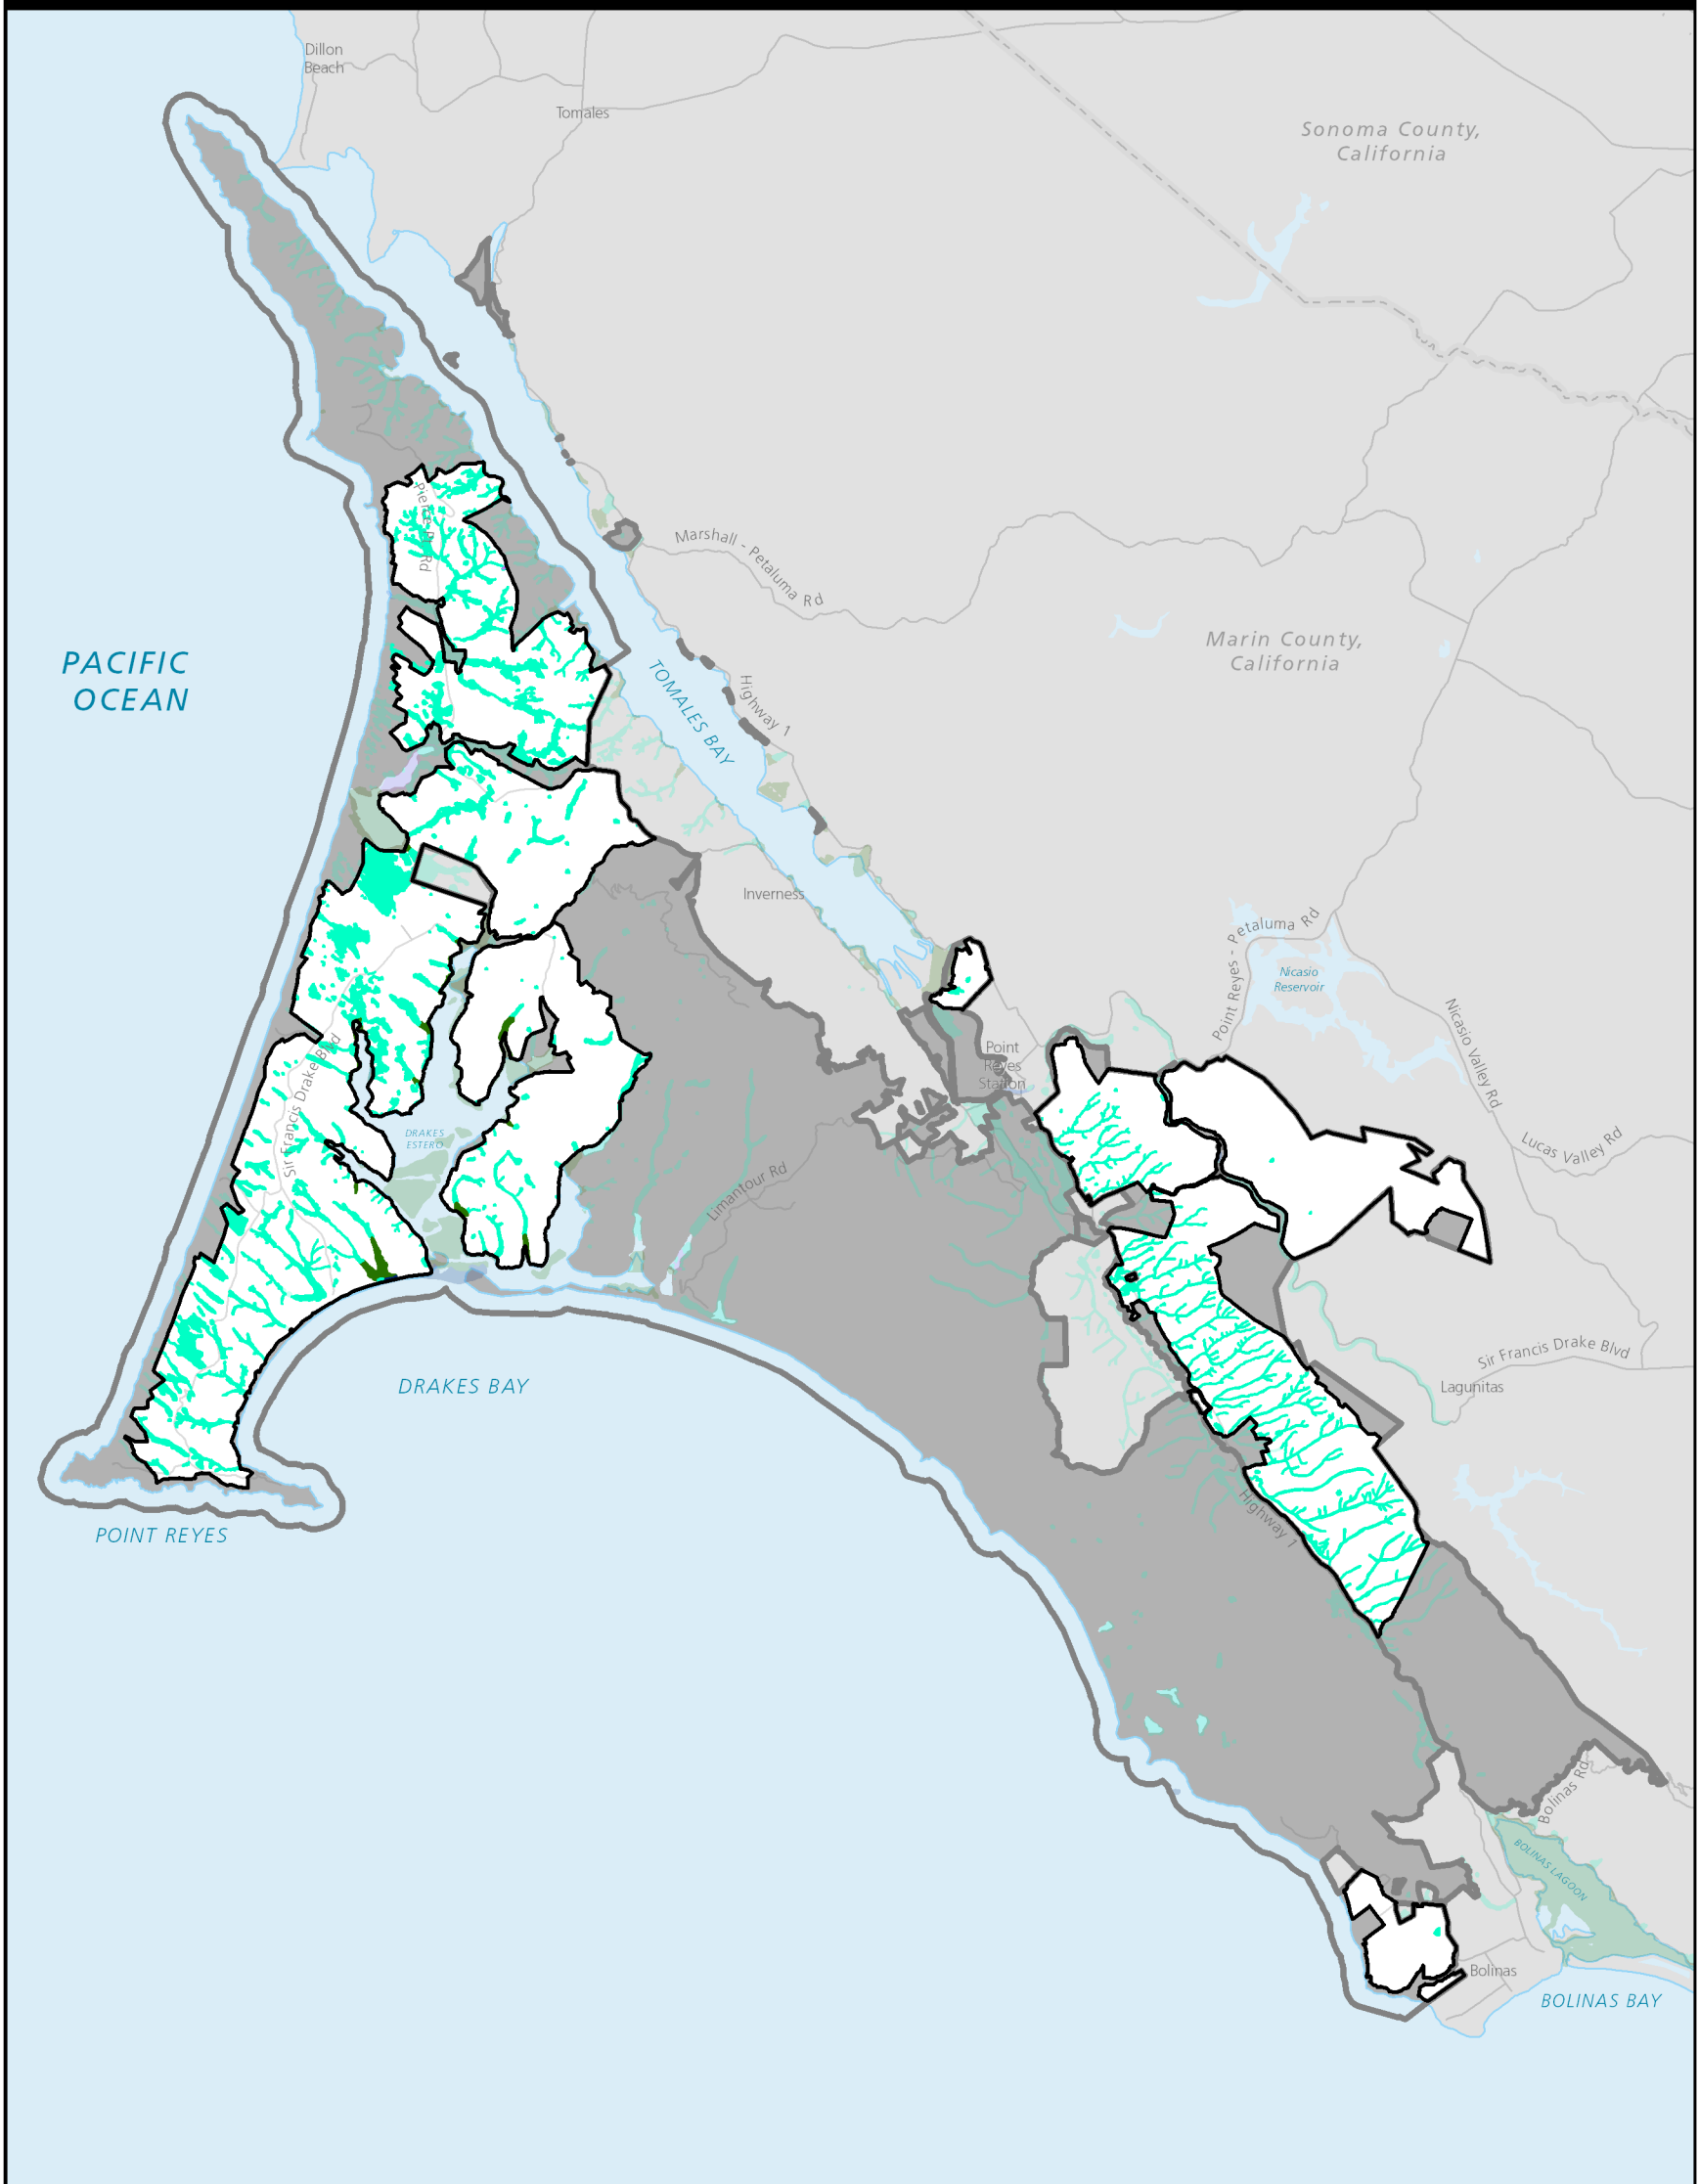 Dillon
Beach
Tomales
Sonoma County,
California
Pierce Pt Rd
Marshall - Petaluma Rd
Marin County,
California
PACIFIC
OCEAN
TOMALES BAY
Highway 1
Inverness
Point Reyes - Petaluma Rd
Nicasio
Reservoir
Nicasio Valley Rd
Point
Reyes
Station
Sir Francis Drake Blvd
DRAKES
ESTERO
Lucas Valley Rd
Limantour Rd
Sir Francis Drake Blvd
Lagunitas
DRAKES BAY
Highway 1
POINT REYES
Bolinas Rd
BOLINAS LAGOON
Bolinas
BOLINAS BAY